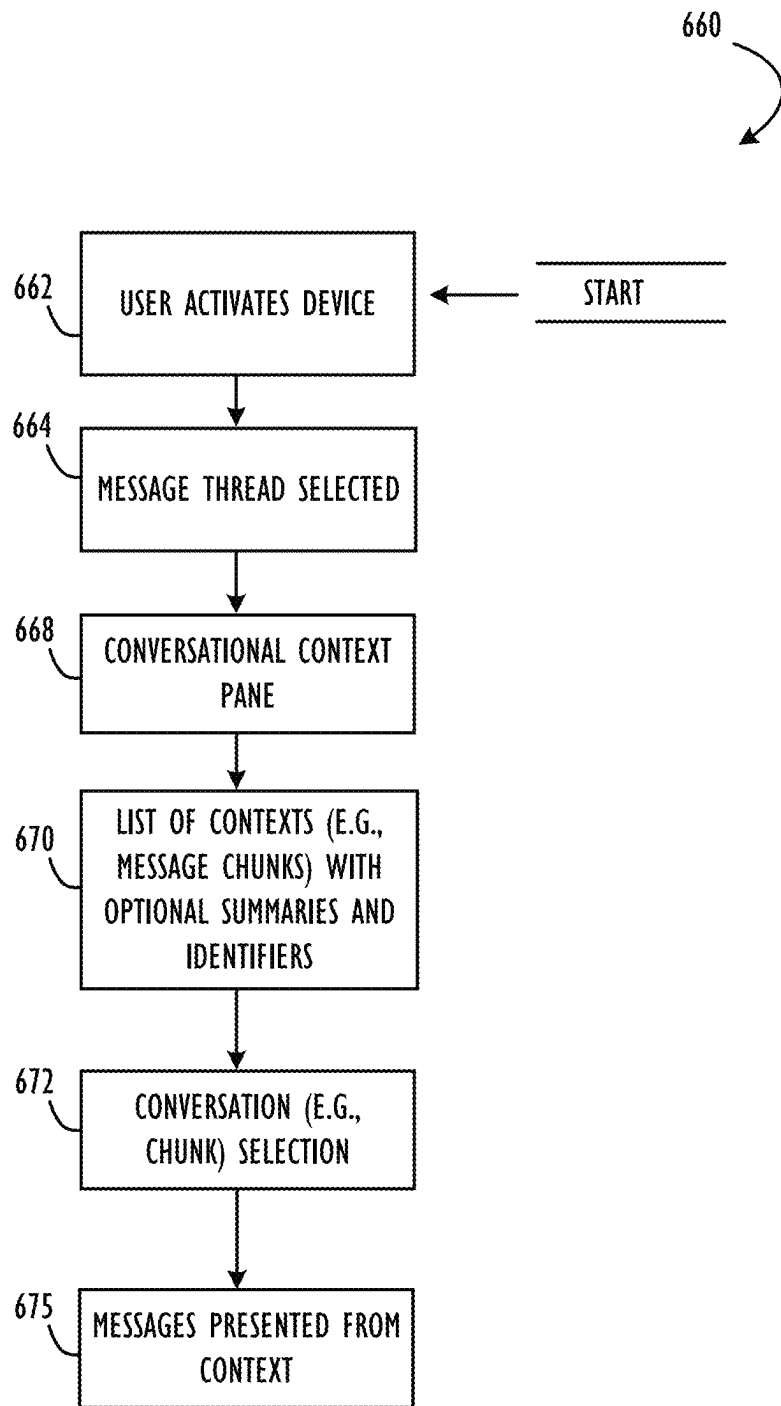 660
START
662
USER ACTIVATES DEVICE
664
MESSAGE THREAD SELECTED
668
CONVERSATIONAL CONTEXT
PANE
670
LIST OF CONTEXTS (E.G.,
MESSAGE CHUNKS) WITH
OPTIONAL SUMMARIES AND
IDENTIFIERS
672
CONVERSATION (E.G.,
CHUNK) SELECTION
675
MESSAGES PRESENTED FROM
CONTEXT